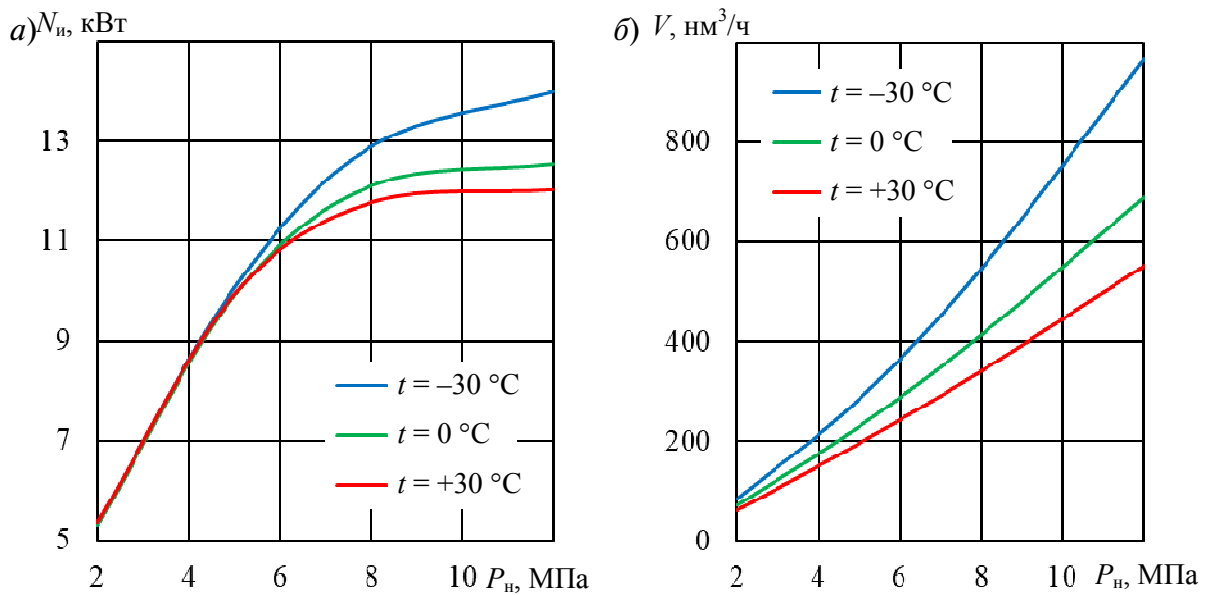 а) Nи, кВт
13
11
9
7
5
2 4 6 8 10 Pн, МПа
t = –30 °C
t = 0 °C
t = +30 °C
б) V, нм³/ч
800
600
400
200
0
2 4 6 8 10 Pн, МПа
t = –30 °C
t = 0 °C
t = +30 °C